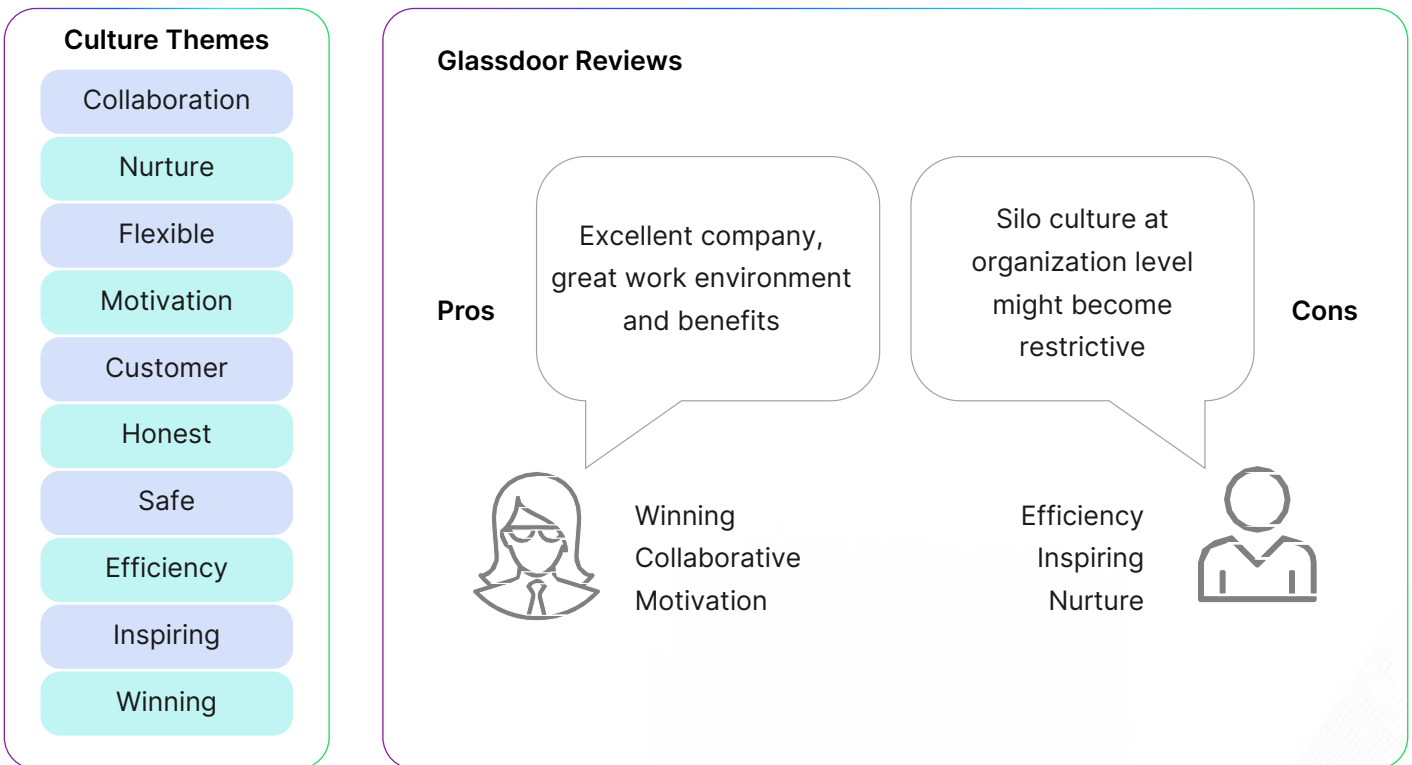 Culture Themes
Collaboration
Nurture
Flexible
Motivation
Customer
Honest
Safe
Efficiency
Inspiring
Winning
Glassdoor Reviews
Pros
Excellent company,
great work environment
and benefits
Silo culture at
organization level
might become
restrictive
Cons
Winning
Collaborative
Motivation
Efficiency
Inspiring
Nurture